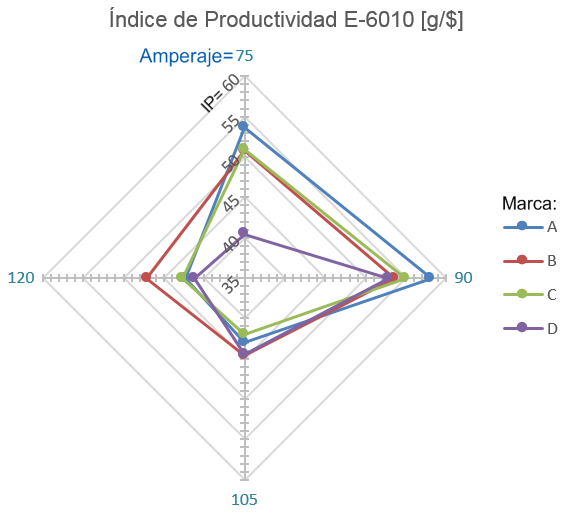 Índice de Productividad E-6010 [g/$]
Amperaje=75
IP= 60
55
50
45
40
35
120
90
105
Marca:
A
B
C
D